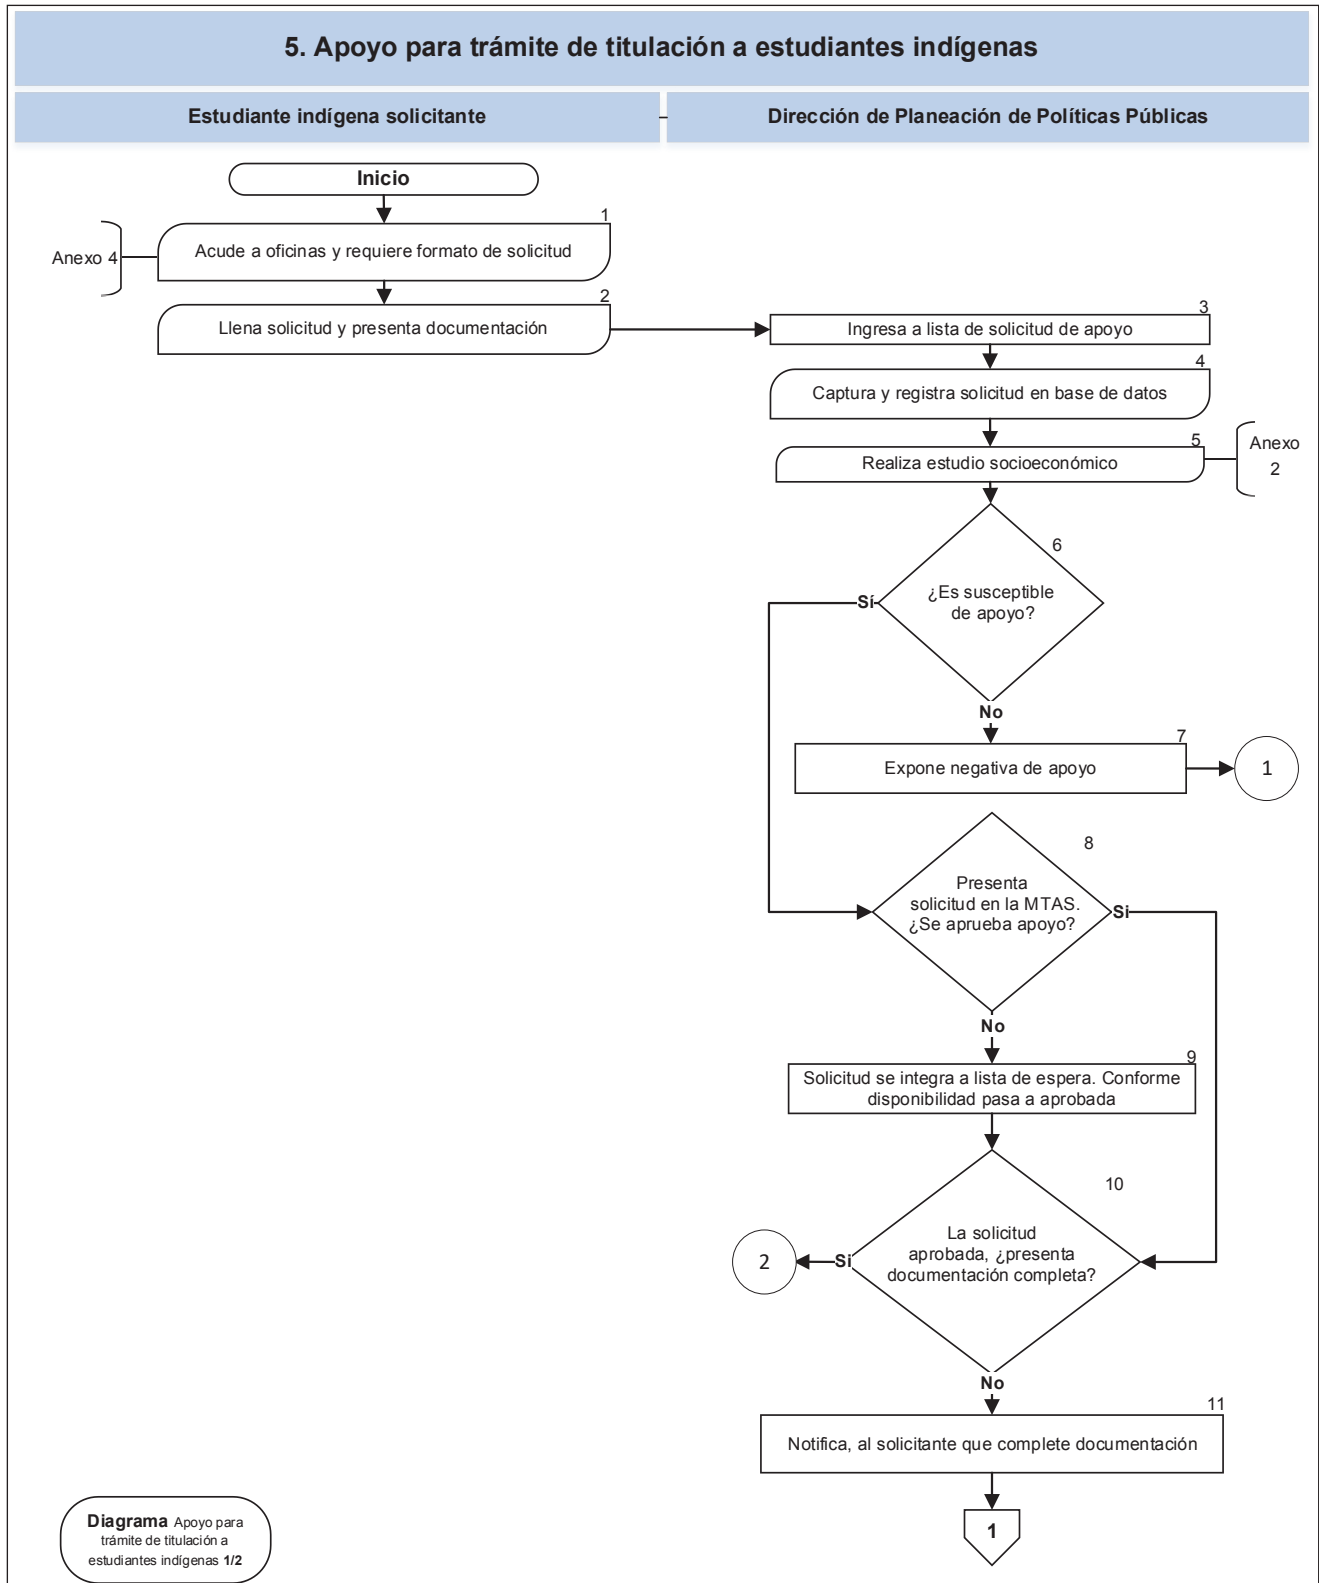 5. Apoyo para trámite de titulación a estudiantes indígenas
Estudiante indígena solicitante
Dirección de Planeación de Políticas Públicas
Inicio
1
Anexo 4
Acude a oficinas y requiere formato de solicitud
2
Llena solicitud y presenta documentación
3
Ingresa a lista de solicitud de apoyo
4
Captura y registra solicitud en base de datos
5
Realiza estudio socioeconómico
Anexo
2
6
¿Es susceptible
de apoyo?
Sí
No
7
Expone negativa de apoyo
1
8
Presenta
solicitud en la MTAS.
¿Se aprueba apoyo?
Si
No
9
Solicitud se integra a lista de espera. Conforme
disponibilidad pasa a aprobada
10
La solicitud
aprobada, ¿presenta
documentación completa?
Si
2
No
11
Notifica, al solicitante que complete documentación
1
Diagrama Apoyo para
trámite de titulación a
estudiantes indígenas 1/2